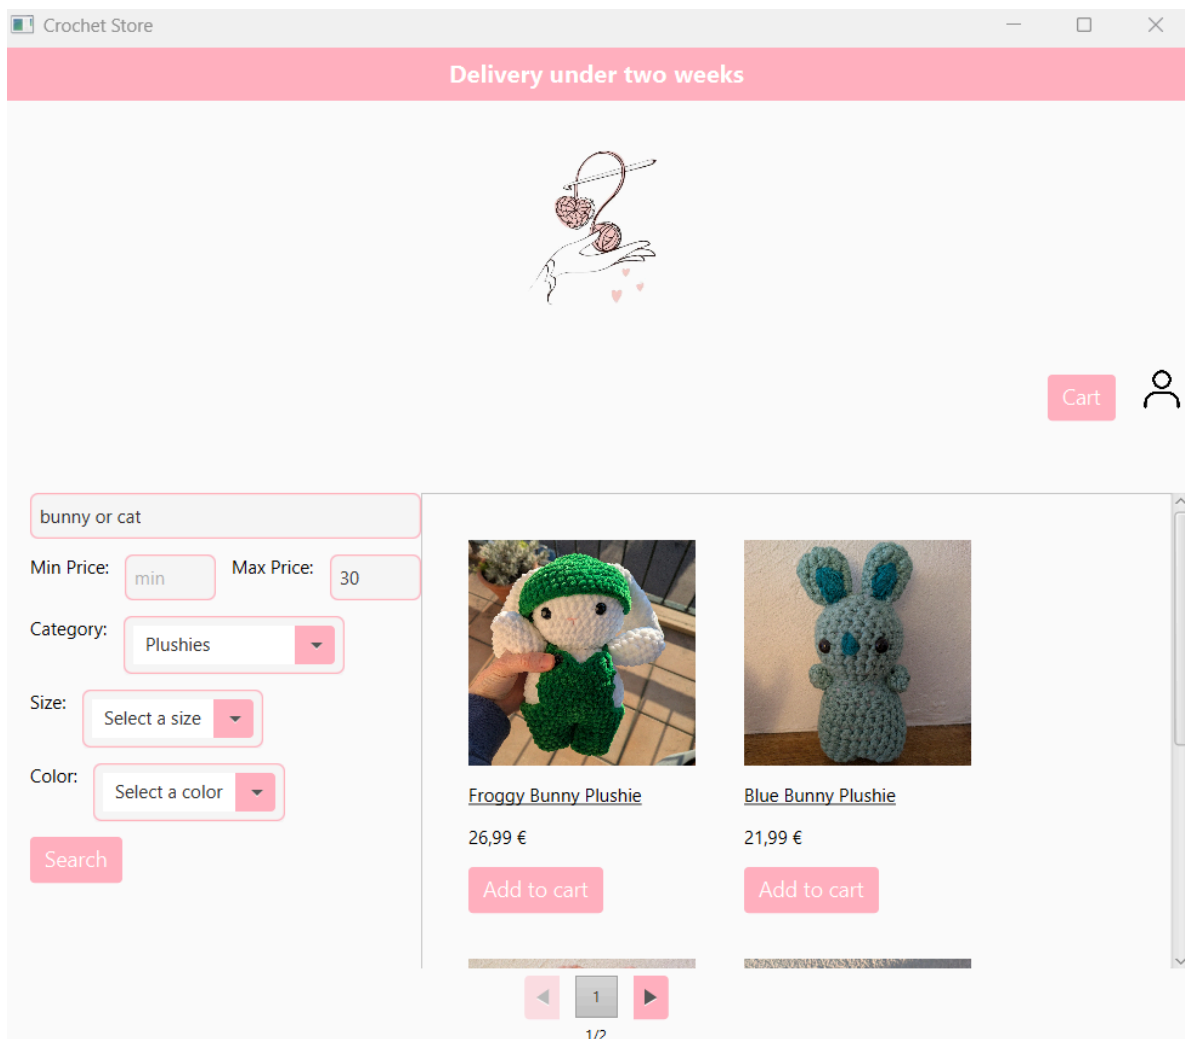 Crochet Store
Delivery under two weeks
Cart
bunny or cat
Min Price: min Max Price: 30
Category: Plushies
Size: Select a size
Color: Select a color
Search
Froggy Bunny Plushie
26,99 €
Add to cart
Blue Bunny Plushie
21,99 €
Add to cart
1
1/2